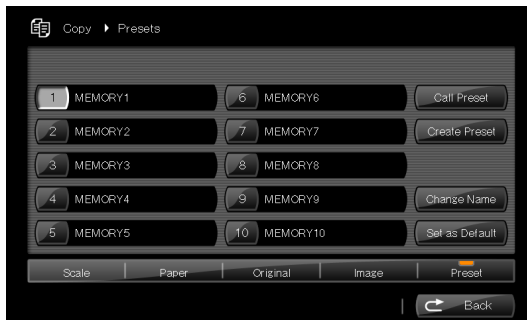 Copy Presets
1 MEMORY1 6 MEMORY6 Call Preset
2 MEMORY2 7 MEMORY7 Create Preset
3 MEMORY3 8 MEMORY8
4 MEMORY4 9 MEMORY9 Change Name
5 MEMORY5 10 MEMORY10 Set as Default
Scale Paper Original Image Preset
Back